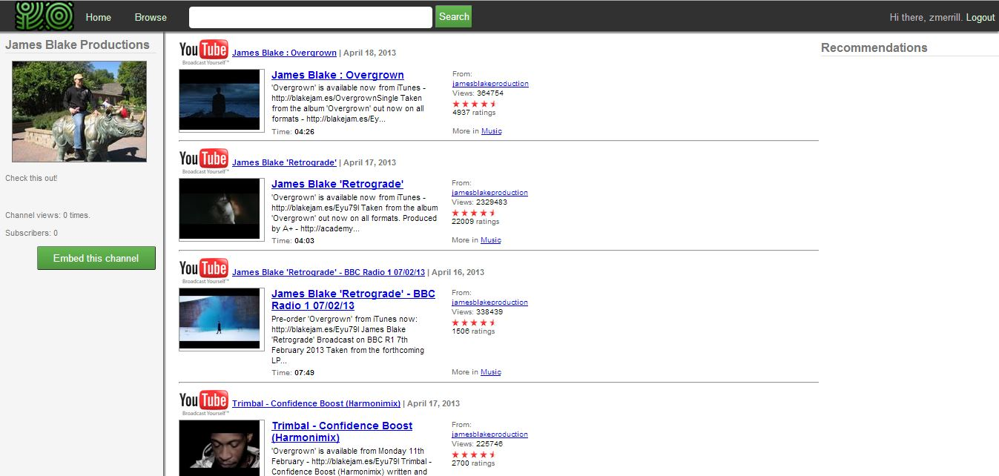 Home
Browse
Search
Hi there, zmerrill. Logout
James Blake Productions
Check this out!
Channel views: 0 times.
Subscribers: 0
Embed this channel
YouTube
Broadcast Yourself™
James Blake : Overgrown | April 18, 2013
James Blake : Overgrown
'Overgrown' is available now from iTunes -
http://blakejam.es/OvergrownSingle Taken
from the album 'Overgrown' out now on all
formats - http://blakejam.es/Ey...
Time: 04:26
From:
jamesblakeproduction
Views: 364754
4937 ratings
More in Music
YouTube
Broadcast Yourself™
James Blake 'Retrograde' | April 17, 2013
James Blake 'Retrograde'
'Overgrown' is available now from iTunes -
http://blakejam.es/Eyu79l Taken from the album
'Overgrown' out now on all formats. Produced
by A+ - http://academy...
Time: 04:03
From:
jamesblakeproduction
Views: 2329483
22009 ratings
More in Music
YouTube
Broadcast Yourself™
James Blake 'Retrograde' - BBC Radio 1 07/02/13 | April 16, 2013
James Blake 'Retrograde' - BBC
Radio 1 07/02/13
Pre-order 'Overgrown' from iTunes now:
http://blakejam.es/Eyu79l James Blake
'Retrograde' Broadcast on BBC R1 7th
February 2013 Taken from the forthcoming
LP...
Time: 07:49
From:
jamesblakeproduction
Views: 338439
1506 ratings
More in Music
YouTube
Broadcast Yourself™
Trimbal - Confidence Boost (Harmonimix) | April 17, 2013
Trimbal - Confidence Boost
(Harmonimix)
'Overgrown' is available from Monday 11th
February - http://blakejam.es/Eyu79l Trimbal -
Confidence Boost (Harmonimix) written and
From:
jamesblakeproduction
Views: 225746
2700 ratings
Recommendations